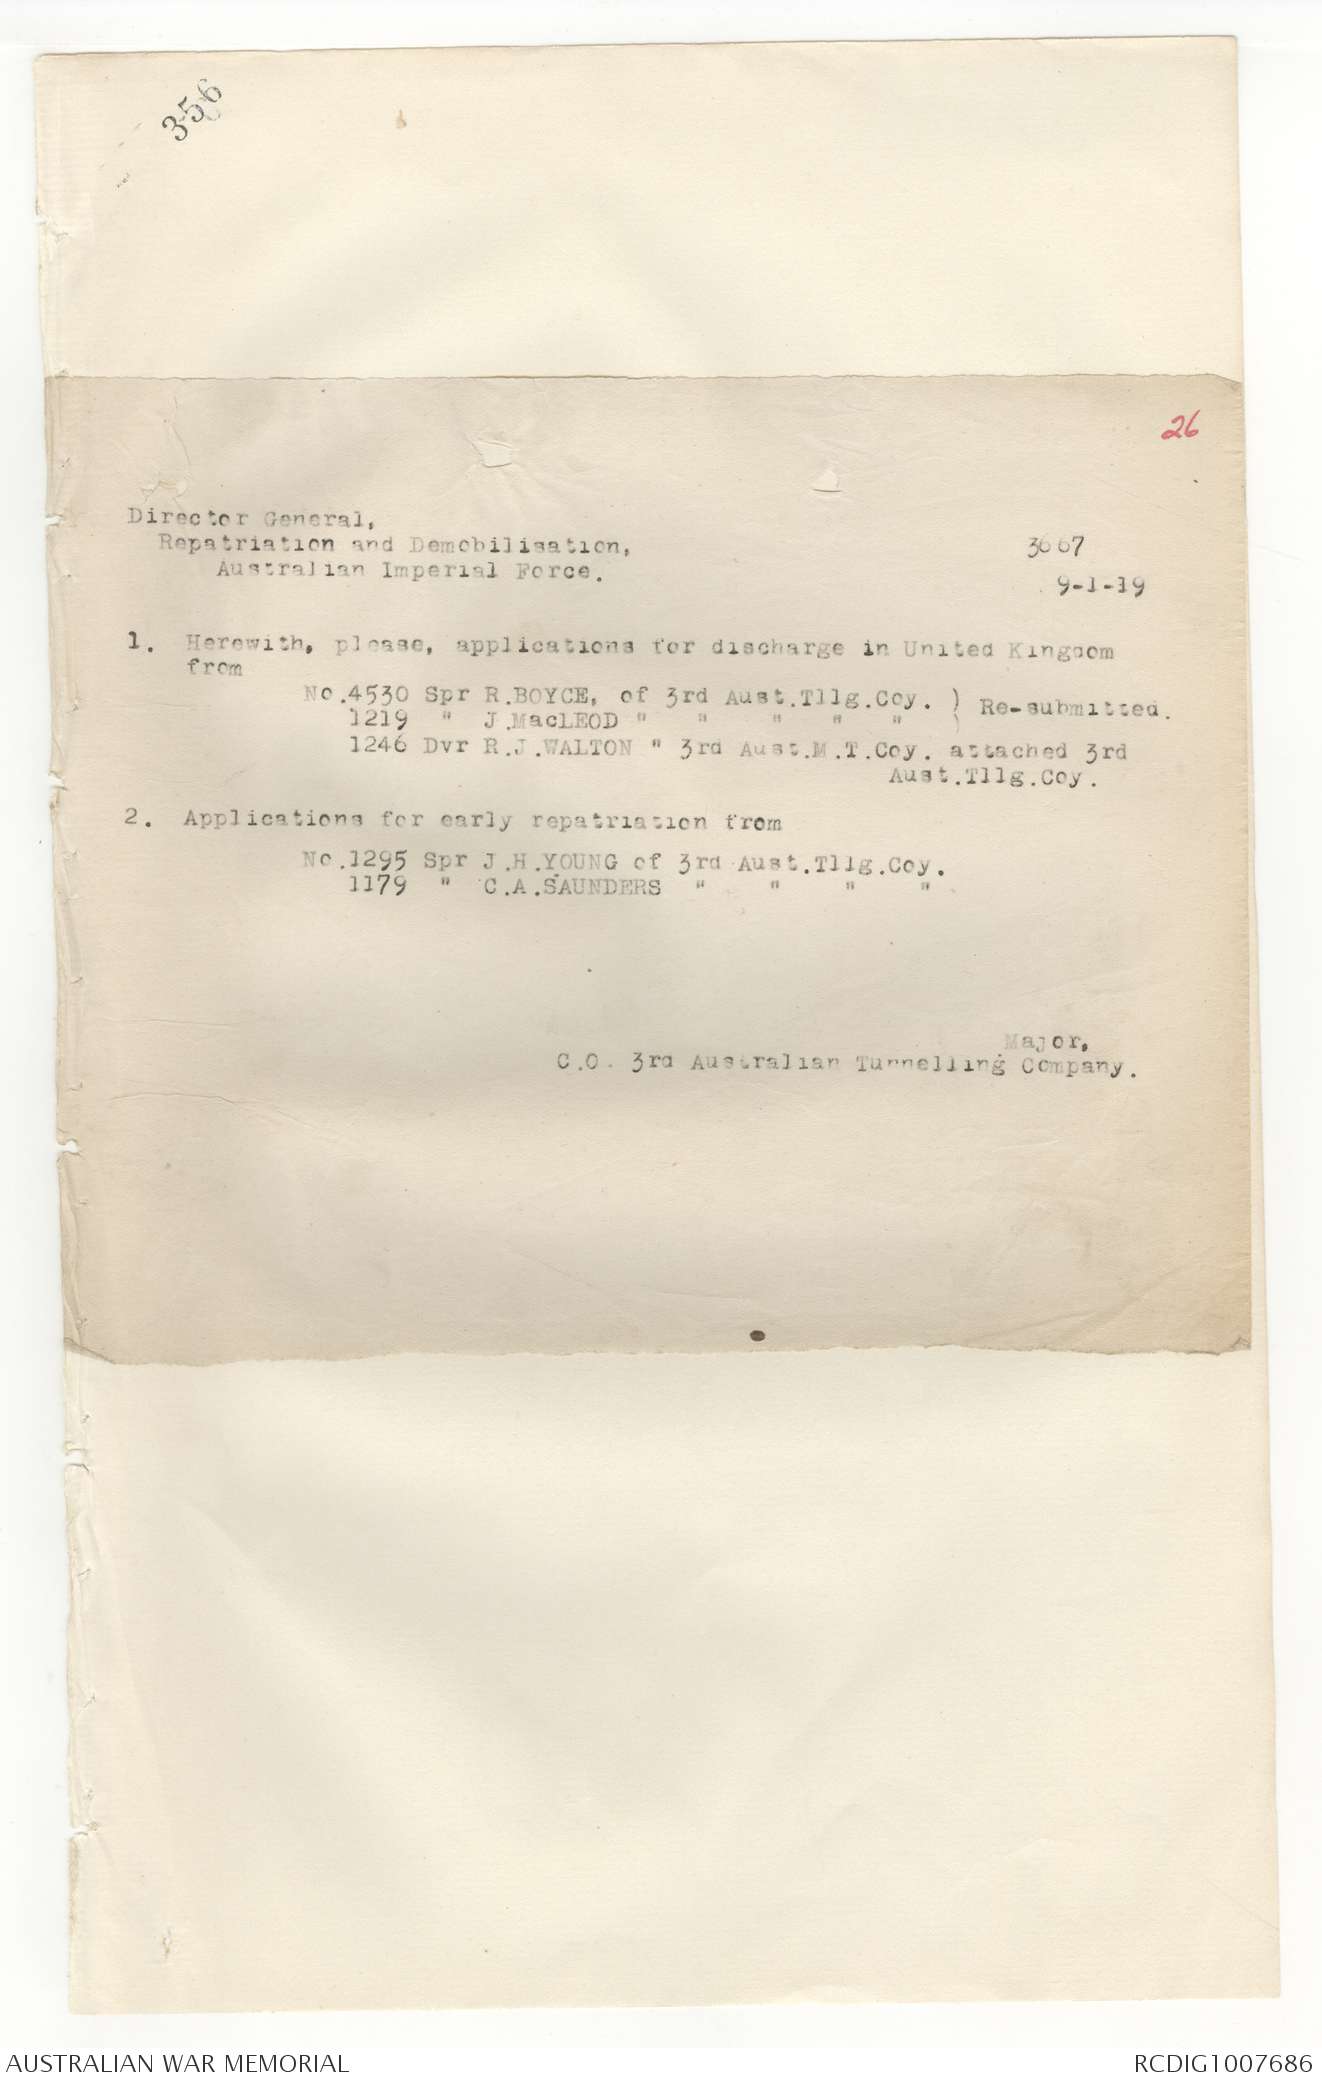 356
26
Director General,
Repatriation and Demobilisation,
Australian Imperial Force.
3667
9-1-19
1. Herewith, please, applications for discharge in United Kingdom
from
No.4530 Spr R.BOYCE, of 3rd Aust.Tllg.Coy. ) Re-submitted.
1219 " J.MacLEOD " " " " " )
1246 Dvr R.J.WALTON " 3rd Aust.M.T.Coy. attached 3rd
Aust.Tllg.Coy.
2. Applications for early repatriation from
No.1295 Spr J.H.YOUNG of 3rd Aust.Tllg.Coy.
1179 " C.A.SAUNDERS " " " "
Major,
C.O. 3rd Australian Tunnelling Company.
AUSTRALIAN WAR MEMORIAL
RCDIG1007686